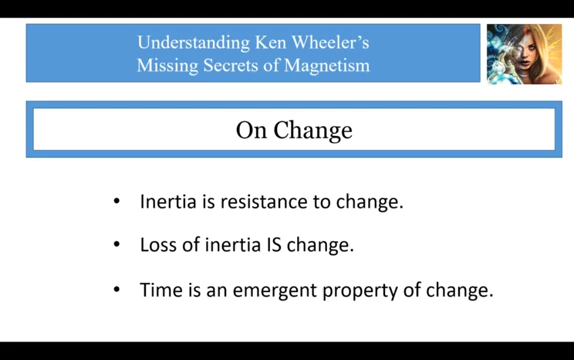 Understanding Ken Wheeler's
Missing Secrets of Magnetism
On Change
• Inertia is resistance to change.
• Loss of inertia IS change.
• Time is an emergent property of change.